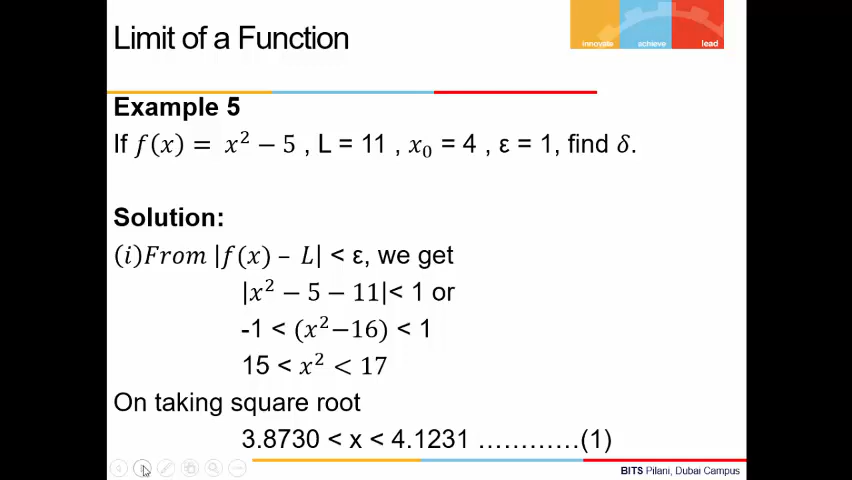 Limit of a Function
innovate achieve lead
Example 5
If f(x) = x² − 5 , L = 11 , x₀ = 4 , ε = 1, find δ.
Solution:
(i)From |f(x) – L| < ε, we get
|x² − 5 − 11|< 1 or
-1 < (x²−16) < 1
15 < x² < 17
On taking square root
3.8730 < x < 4.1231 …………(1)
BITS Pilani, Dubai Campus